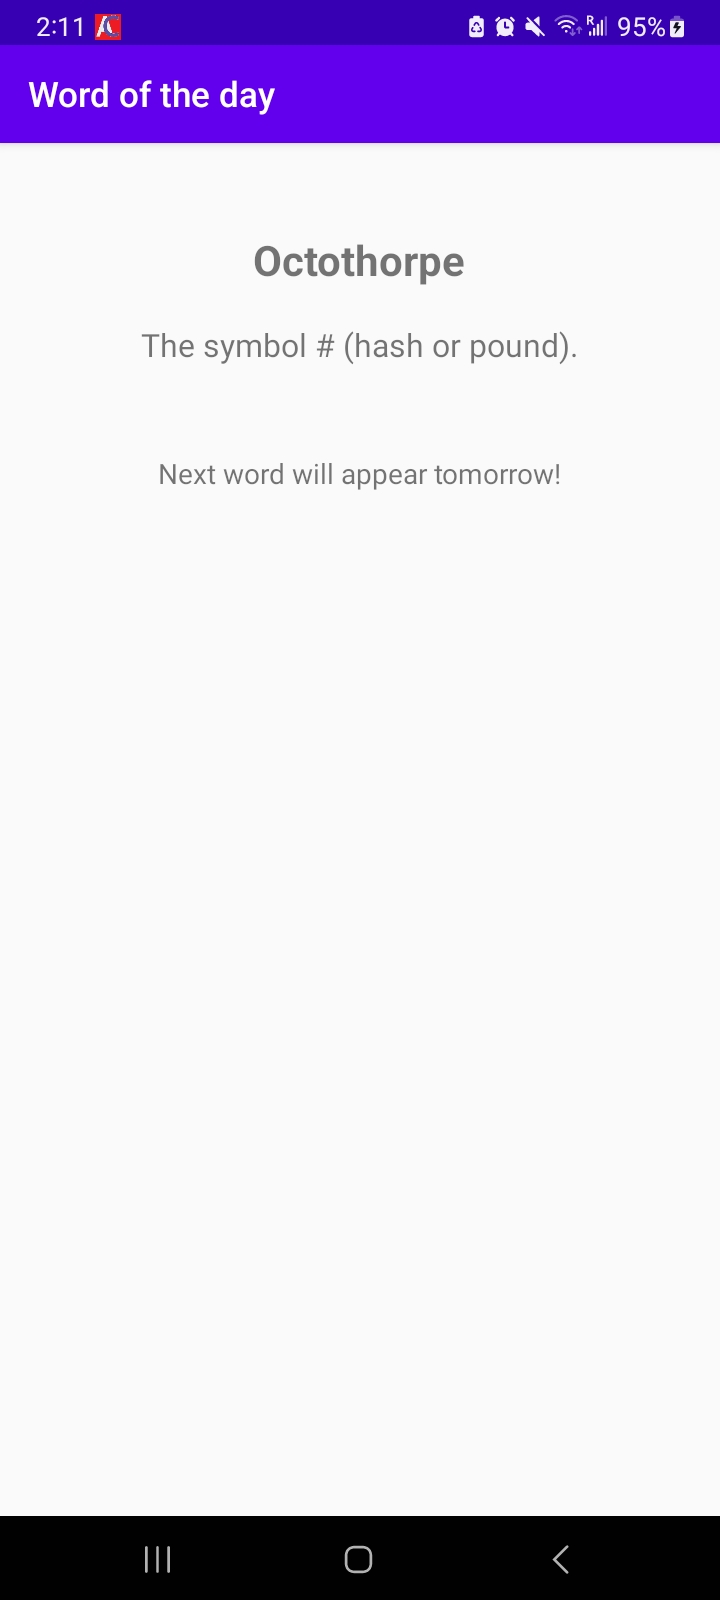 2:11 95%
Word of the day
Octothorpe
The symbol # (hash or pound).
Next word will appear tomorrow!